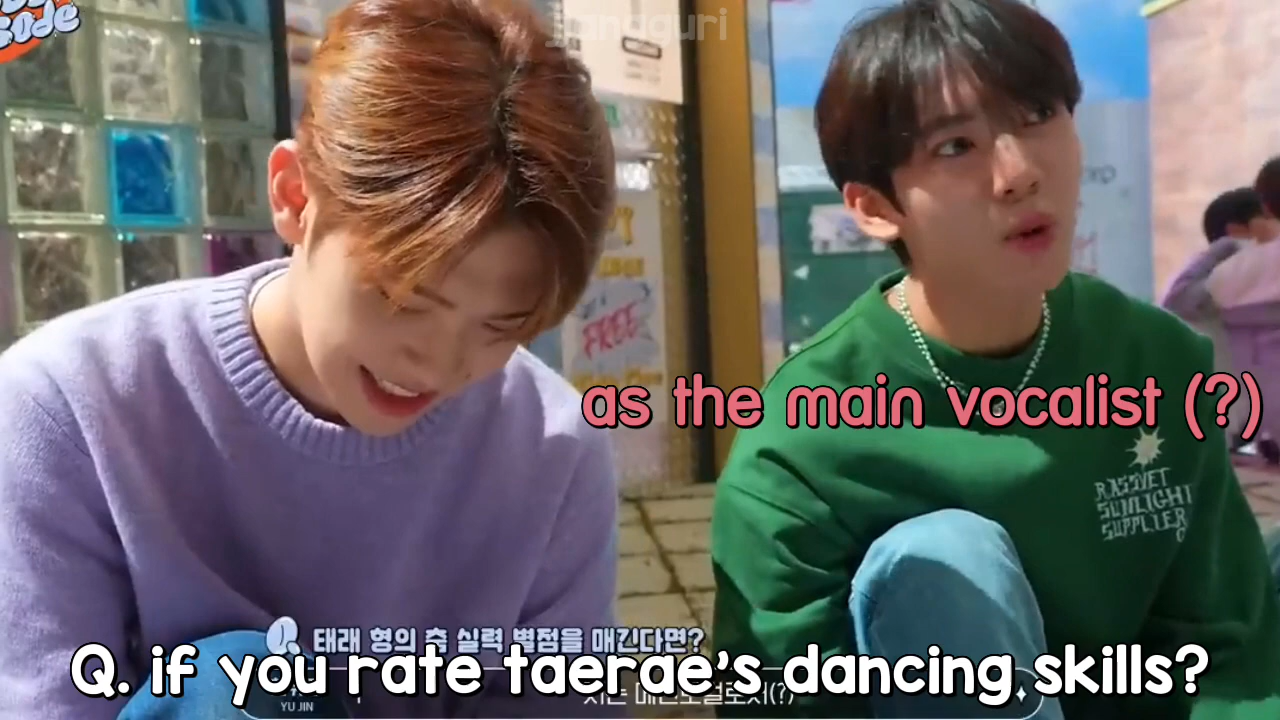 jjangguri
FREE
as the main vocalist (?)
RASSVET
SUNLIGHT
SUPPLIER
Q. 태래 형의 춤 실력 별점을 매긴다면?
Q. if you rate taerae's dancing skills?
YU JIN